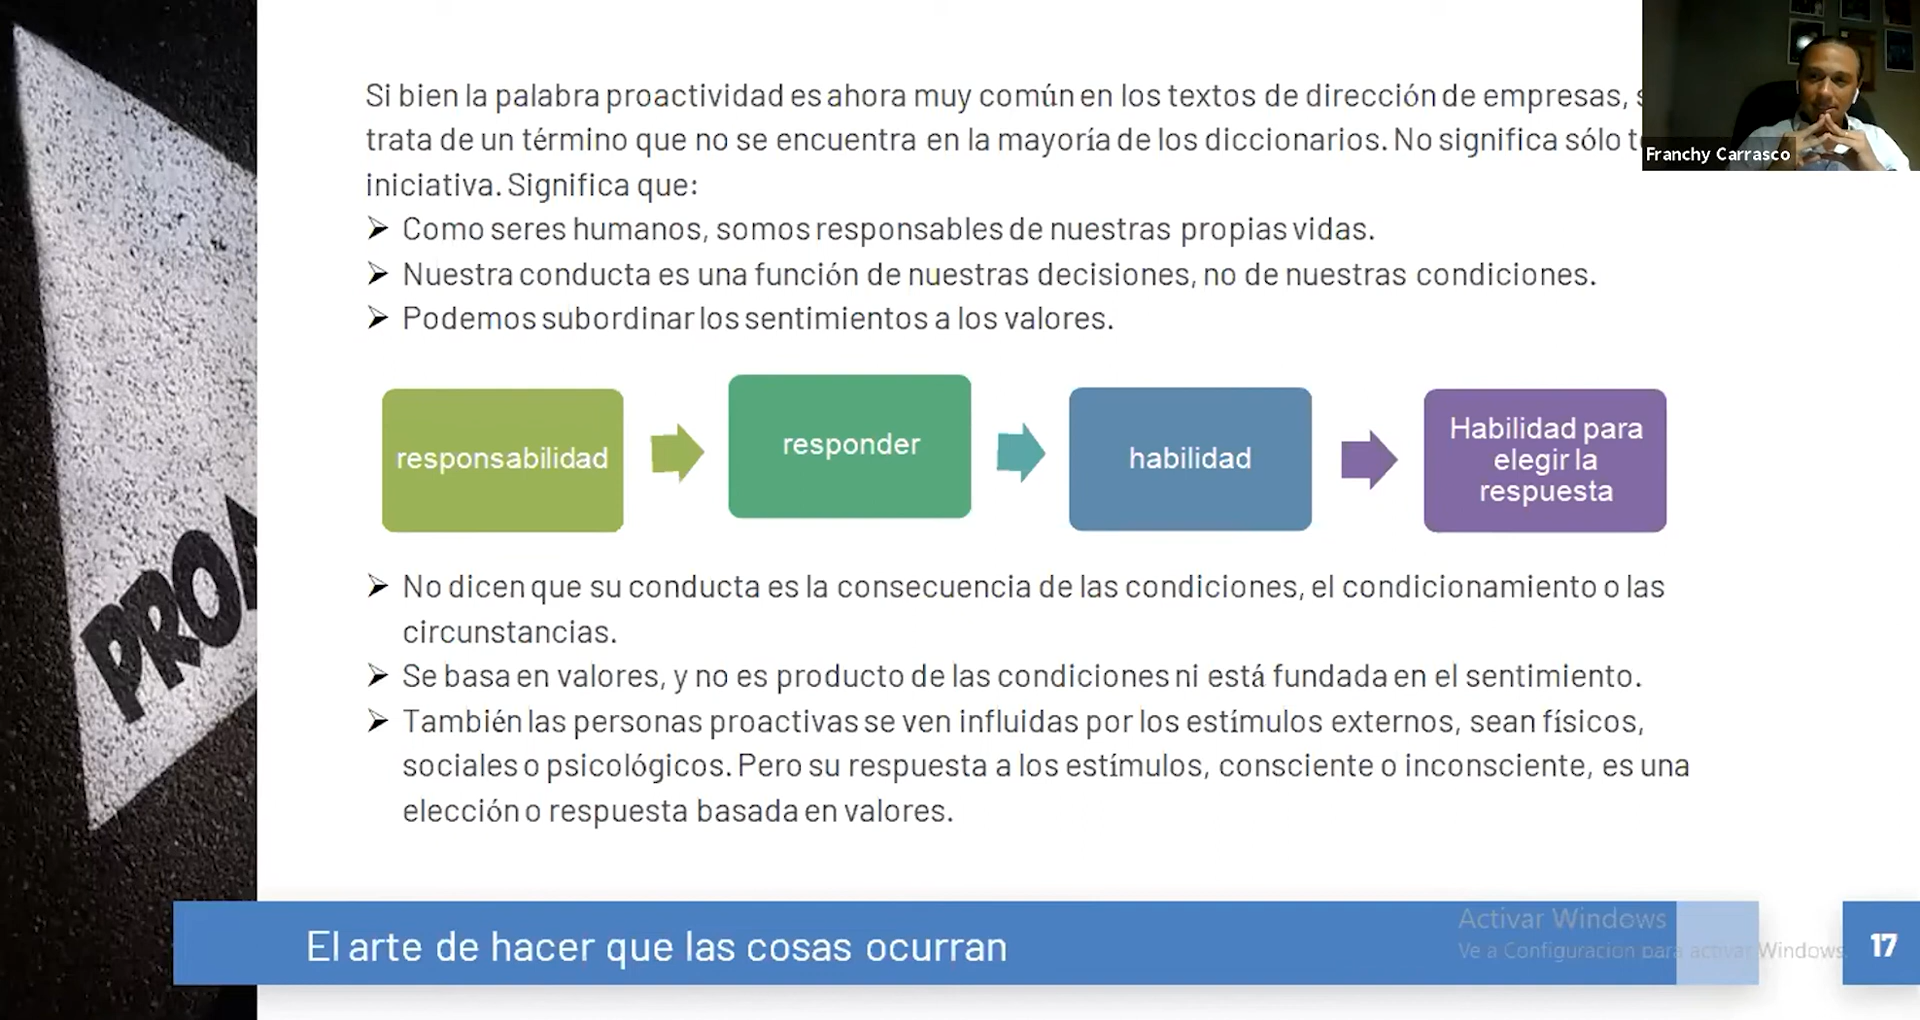 Si bien la palabra proactividad es ahora muy común en los textos de dirección de empresas,
trata de un término que no se encuentra en la mayoría de los diccionarios. No significa sólo
iniciativa. Significa que:
➤ Como seres humanos, somos responsables de nuestras propias vidas.
➤ Nuestra conducta es una función de nuestras decisiones, no de nuestras condiciones.
➤ Podemos subordinar los sentimientos a los valores.
responsabilidad
responder
habilidad
Habilidad para
elegir la
respuesta
➤ No dicen que su conducta es la consecuencia de las condiciones, el condicionamiento o las
circunstancias.
➤ Se basa en valores, y no es producto de las condiciones ni está fundada en el sentimiento.
➤ También las personas proactivas se ven influidas por los estímulos externos, sean físicos,
sociales o psicológicos. Pero su respuesta a los estímulos, consciente o inconsciente, es una
elección o respuesta basada en valores.
El arte de hacer que las cosas ocurran
17
Franchy Carrasco
Activar Windows
Ve a Configuración para activar Windows.